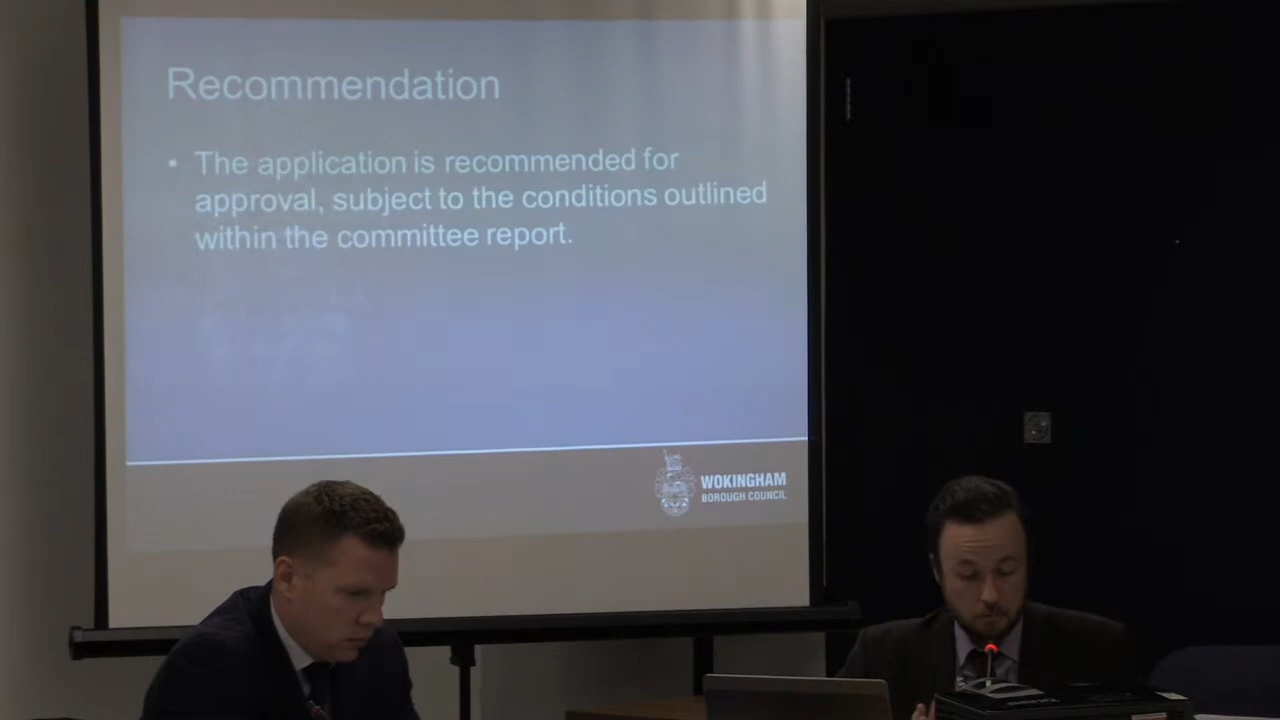 Recommendation
• The application is recommended for
approval, subject to the conditions outlined
within the committee report.
WOKINGHAM
BOROUGH COUNCIL